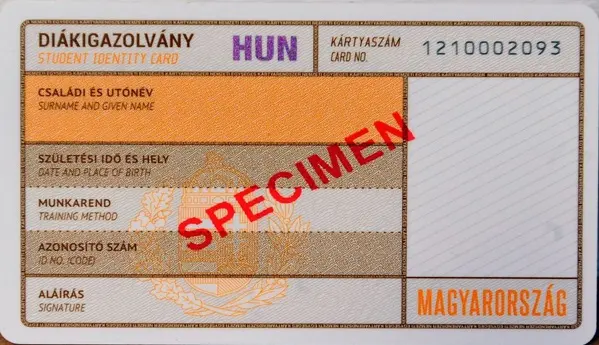 DIÁKIGAZOLVÁNY
STUDENT IDENTITY CARD
HUN
KÁRTYASZÁM
CARD NO.
1210002093
CSALÁDI ÉS UTÓNÉV
SURNAME AND GIVEN NAME
SZÜLETÉSI IDŐ ÉS HELY
DATE AND PLACE OF BIRTH
MUNKAREND
TRAINING METHOD
AZONOSÍTÓ SZÁM
ID NO. (CODE)
ALÁÍRÁS
SIGNATURE
SPECIMEN
MAGYARORSZÁG